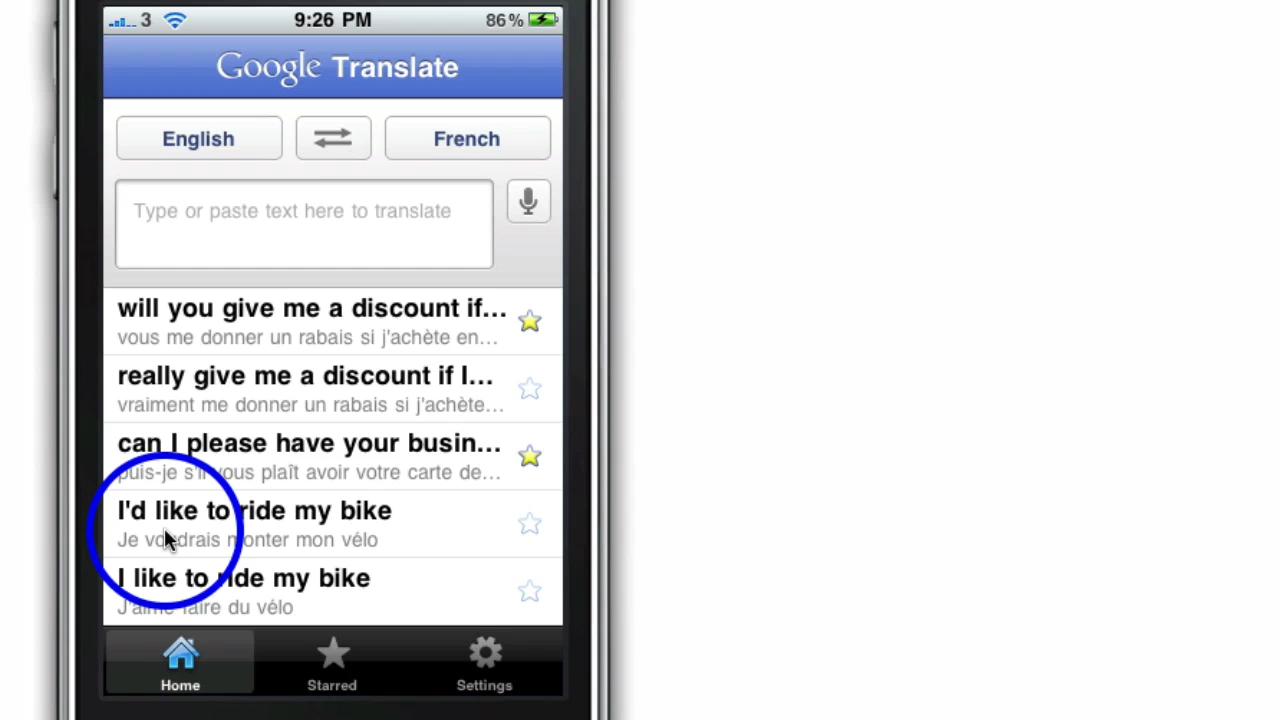 3 9:26 PM 86%
Google Translate
English French
Type or paste text here to translate
will you give me a discount if...
vous me donner un rabais si j'achète en...
really give me a discount if I...
vraiment me donner un rabais si j'achète...
can I please have your busin...
puis-je s'il vous plaît avoir votre carte de...
I'd like to ride my bike
Je voudrais monter mon vélo
I like to ride my bike
J'aime faire du vélo
Home Starred Settings